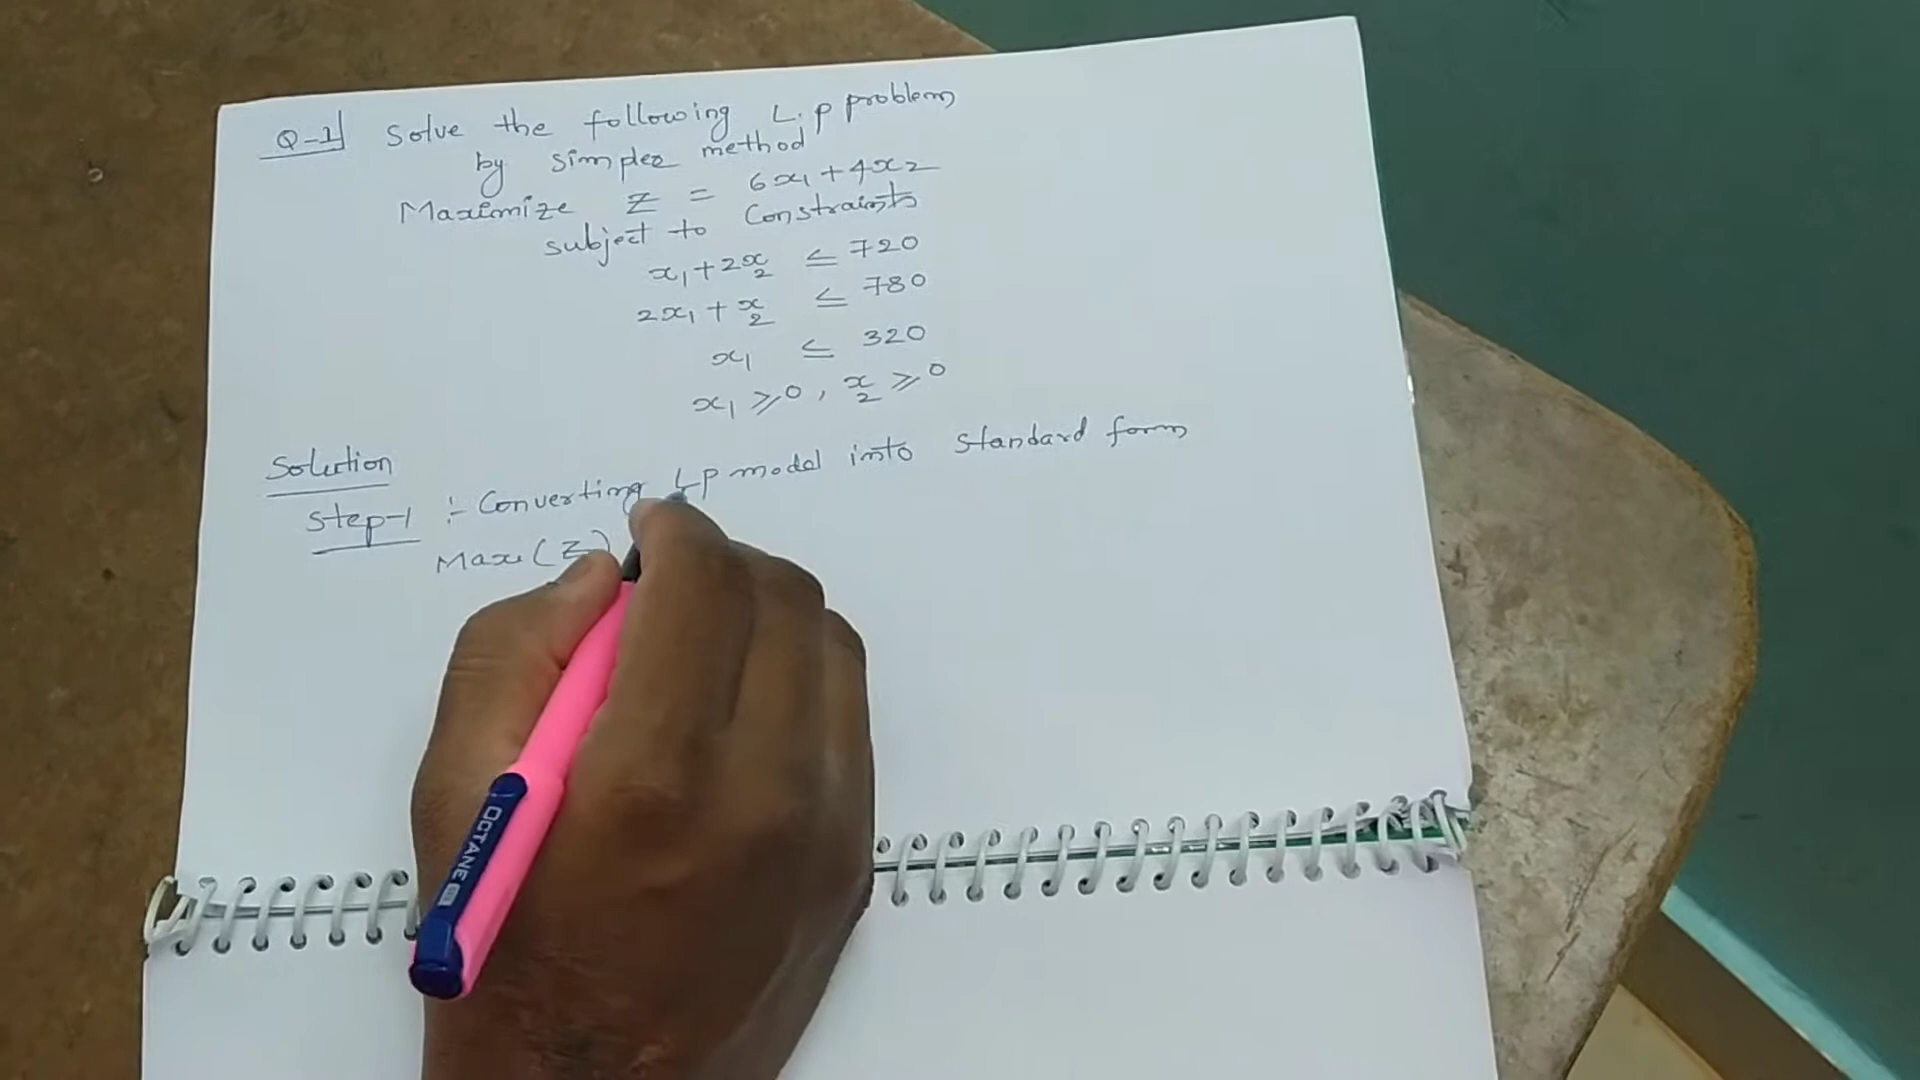 Q-1 Solve the following L.P problem
by simplex method
Maximize Z = 6x1 + 4x2
subject to constraints
x1 + 2x2 ≤ 720
2x1 + x2 ≤ 780
x1 ≤ 320
x1 ≥ 0, x2 ≥ 0
Solution
Step-1 :- Converting LP model into standard form
Max (Z)
OCTANE